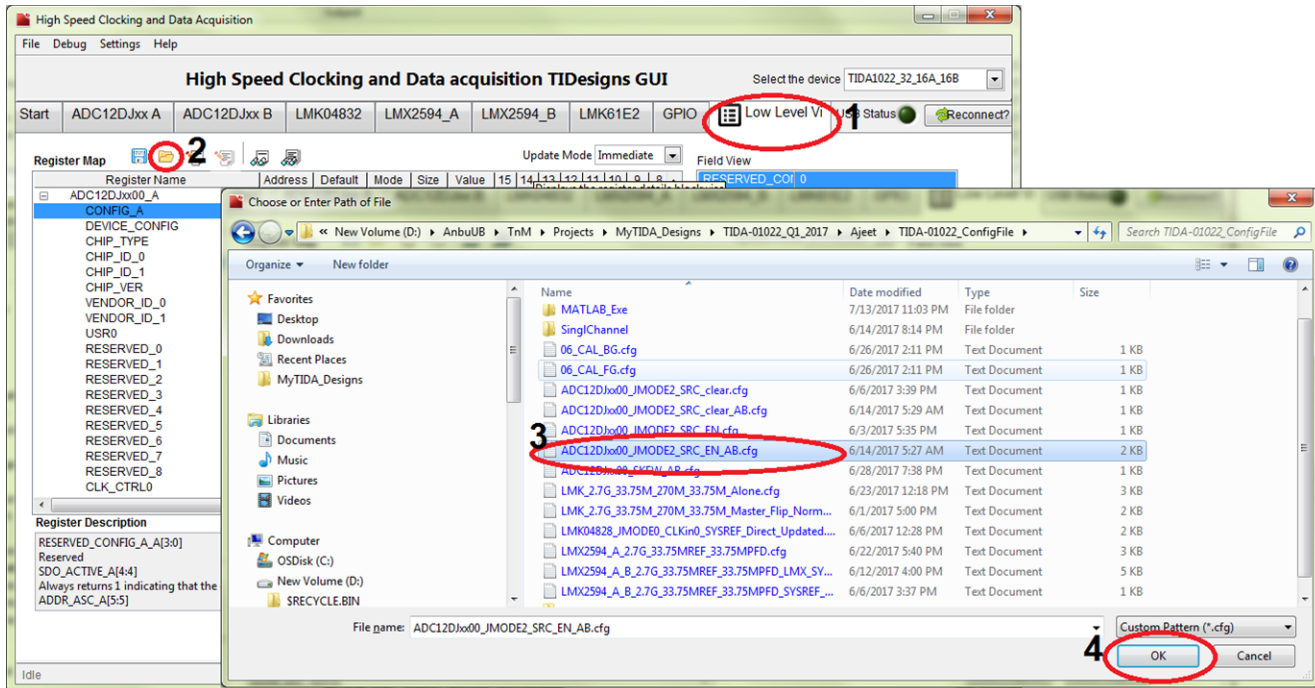 High Speed Clocking and Data Acquisition
File Debug Settings Help
High Speed Clocking and Data acquisition TIDesigns GUI
Select the device TIDA1022_32_16A_16B
Start ADC12DJxx A ADC12DJxx B LMK04832 LMX2594_A LMX2594_B LMK61E2 GPIO Low Level Vi 1 Status Reconnect?
Register Map 2 Update Mode Immediate Field View
Register Name Address Default Mode Size Value 15 14 13 12 11 10 9 8 RESERVED_CO 0
ADC12DJxx00_A
CONFIG_A
DEVICE_CONFIG
CHIP_TYPE
CHIP_ID_0
CHIP_ID_1
CHIP_VER
VENDOR_ID_0
VENDOR_ID_1
USR0
RESERVED_0
RESERVED_1
RESERVED_2
RESERVED_3
RESERVED_4
RESERVED_5
RESERVED_6
RESERVED_7
RESERVED_8
CLK_CTRL0
Register Description
RESERVED_CONFIG_A_A[3:0]
Reserved
SDO_ACTIVE_A[4:4]
Always returns 1 indicating that the
ADDR_ASC_A[5:5]
Idle
Choose or Enter Path of File
« New Volume (D:) AnbuUB TnM Projects MyTIDA_Designs TIDA-01022_Q1_2017 Ajeet TIDA-01022_ConfigFile Search TIDA-01022_ConfigFile
Organize New folder
Favorites
Desktop
Downloads
Recent Places
MyTIDA_Designs
Libraries
Documents
Music
Pictures
Videos
Computer
OSDisk (C:)
New Volume (D:)
$RECYCLE.BIN
Name Date modified Type Size
MATLAB_Exe 7/13/2017 11:03 PM File folder
SinglChannel 6/14/2017 8:14 PM File folder
06_CAL_BG.cfg 6/26/2017 2:11 PM Text Document 1 KB
06_CAL_FG.cfg 6/26/2017 2:11 PM Text Document 1 KB
ADC12DJxx00_JMODE2_SRC_clear.cfg 6/6/2017 3:39 PM Text Document 1 KB
ADC12DJxx00_JMODE2_SRC_clear_AB.cfg 6/14/2017 5:29 AM Text Document 1 KB
ADC12DJxx00_JMODE2_SRC_EN.cfg 6/3/2017 5:35 PM Text Document 1 KB
3 ADC12DJxx00_JMODE2_SRC_EN_AB.cfg 6/14/2017 5:27 AM Text Document 2 KB
ADC12DJxx00_SKEW_AB.cfg 6/28/2017 7:38 PM Text Document 1 KB
LMK_2.7G_33.75M_270M_33.75M_Alone.cfg 6/23/2017 12:18 PM Text Document 3 KB
LMK_2.7G_33.75M_270M_33.75M_Master_Flip_Norm... 6/1/2017 5:00 PM Text Document 2 KB
LMK04828_JMODE0_CLKin0_SYSREF_Direct_Updated.... 6/6/2017 12:28 PM Text Document 2 KB
LMX2594_A_2.7G_33.75MREF_33.75MPFD.cfg 6/22/2017 5:40 PM Text Document 3 KB
LMX2594_A_B_2.7G_33.75MREF_33.75MPFD_LMX_SY... 6/12/2017 4:00 PM Text Document 5 KB
LMX2594_A_B_2.7G_33.75MREF_33.75MPFD_SYSREF_... 6/6/2017 3:37 PM Text Document 1 KB
File name: ADC12DJxx00_JMODE2_SRC_EN_AB.cfg Custom Pattern (*.cfg)
4 OK Cancel